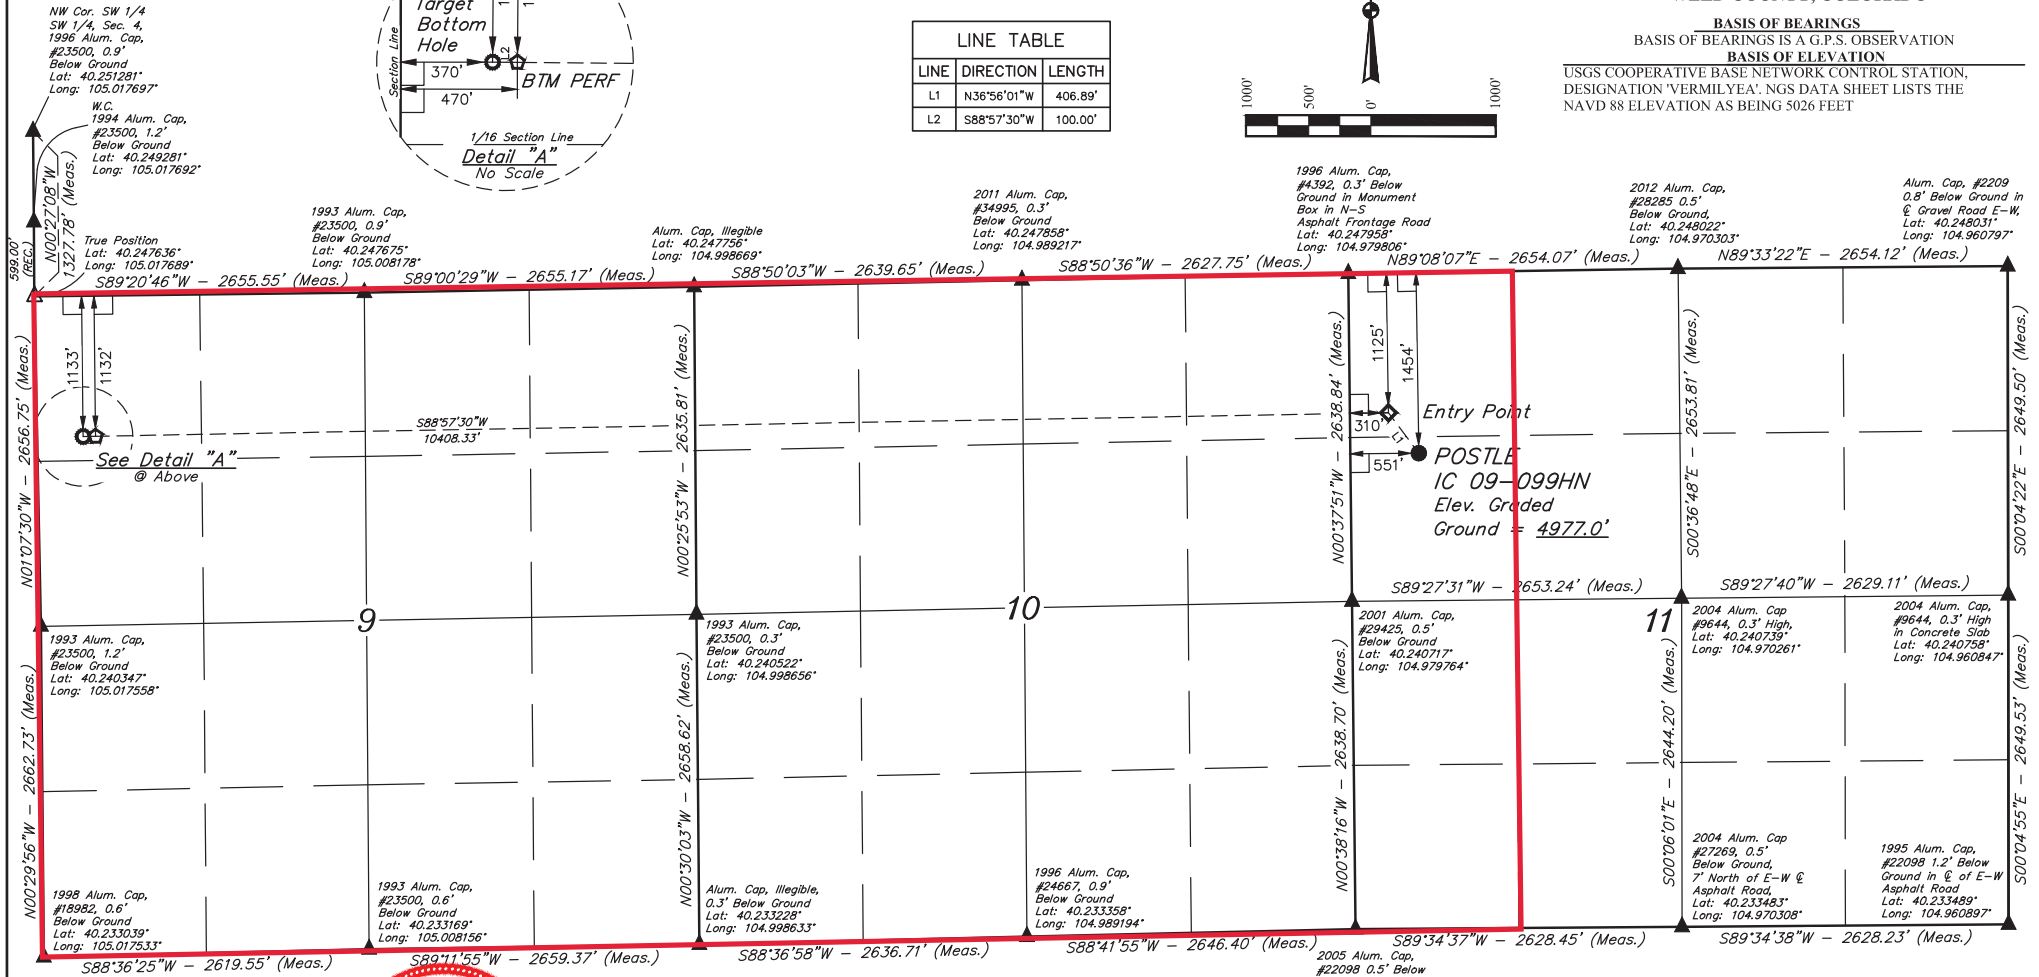 NW Cor. SW 1/4
SW 1/4, Sec. 4,
1996 Alum. Cap,
#23500, 0.9'
Below Ground
Lat: 40.251281°
Long: 105.017697°
W.C.
1994 Alum. Cap,
#23500, 1.2'
Below Ground
Lat: 40.249281°
Long: 105.017692°
N00°27'08"W
1327.78' (Meas.)
599.00'
(REC.)
True Position
Lat: 40.247636°
Long: 105.017689°
Target
Bottom
Hole
Section Line
L2
370'
BTM PERF
470'
1/16 Section Line
Detail "A"
No Scale
LINE TABLE
LINE DIRECTION LENGTH
L1 N36°56'01"W 406.89'
L2 S88°57'30"W 100.00'
1000'
500'
0'
1000'
BASIS OF BEARINGS
BASIS OF BEARINGS IS A G.P.S. OBSERVATION
BASIS OF ELEVATION
USGS COOPERATIVE BASE NETWORK CONTROL STATION,
DESIGNATION 'VERMILYEA'. NGS DATA SHEET LISTS THE
NAVD 88 ELEVATION AS BEING 5026 FEET
1993 Alum. Cap,
#23500, 0.9'
Below Ground
Lat: 40.247675°
Long: 105.008178°
Alum. Cap, Illegible
Lat: 40.247756°
Long: 104.998669°
2011 Alum. Cap,
#34995, 0.3'
Below Ground
Lat: 40.247858°
Long: 104.989217°
1996 Alum. Cap,
#4392, 0.3' Below
Ground in Monument
Box in N-S
Asphalt Frontage Road
Lat: 40.247958°
Long: 104.979806°
2012 Alum. Cap,
#28285 0.5'
Below Ground,
Lat: 40.248022°
Long: 104.970303°
Alum. Cap, #2209
0.8' Below Ground in
℄ Gravel Road E-W,
Lat: 40.248031°
Long: 104.960797°
S89°20'46"W - 2655.55' (Meas.)
S89°00'29"W - 2655.17' (Meas.)
S88°50'03"W - 2639.65' (Meas.)
S88°50'36"W - 2627.75' (Meas.)
N89°08'07"E - 2654.07' (Meas.)
N89°33'22"E - 2654.12' (Meas.)
N01°07'30"W - 2656.75' (Meas.)
1133'
1132'
See Detail "A"
@ Above
S88°57'30"W
10408.33'
N00°25'53"W - 2635.81' (Meas.)
N00°37'51"W - 2638.84' (Meas.)
1125'
1454'
310'
L1
Entry Point
551'
POSTLE
IC 09-099HN
Elev. Graded
Ground = 4977.0'
S00°36'48"E - 2653.81' (Meas.)
S00°04'22"E - 2649.50' (Meas.)
S89°27'31"W - 2653.24' (Meas.)
S89°27'40"W - 2629.11' (Meas.)
9
10
11
1993 Alum. Cap,
#23500, 1.2'
Below Ground
Lat: 40.240347°
Long: 105.017558°
1993 Alum. Cap,
#23500, 0.3'
Below Ground
Lat: 40.240522°
Long: 104.998656°
2001 Alum. Cap,
#29425, 0.5'
Below Ground
Lat: 40.240717°
Long: 104.979764°
2004 Alum. Cap
#9644, 0.3' High,
Lat: 40.240739°
Long: 104.970261°
2004 Alum. Cap,
#9644, 0.3' High
in Concrete Slab
Lat: 40.240758°
Long: 104.960847°
N00°29'56"W - 2662.73' (Meas.)
N00°30'03"W - 2658.62' (Meas.)
N00°38'16"W - 2638.70' (Meas.)
S00°06'01"E - 2644.20' (Meas.)
S00°04'55"E - 2649.53' (Meas.)
1998 Alum. Cap,
#18982, 0.6'
Below Ground
Lat: 40.233039°
Long: 105.017533°
1993 Alum. Cap,
#23500, 0.6'
Below Ground
Lat: 40.233169°
Long: 105.008156°
Alum. Cap, Illegible,
0.3' Below Ground
Lat: 40.233228°
Long: 104.998633°
1996 Alum. Cap,
#24667, 0.9'
Below Ground
Lat: 40.233358°
Long: 104.989194°
2004 Alum. Cap
#27269, 0.5'
Below Ground,
7' North of E-W ℄
Asphalt Road,
Lat: 40.233483°
Long: 104.970308°
1995 Alum. Cap,
#22098 1.2' Below
Ground in ℄ of E-W
Asphalt Road
Lat: 40.233489°
Long: 104.960897°
S88°36'25"W - 2619.55' (Meas.)
S89°11'55"W - 2659.37' (Meas.)
S88°36'58"W - 2636.71' (Meas.)
S88°41'55"W - 2646.40' (Meas.)
S89°34'37"W - 2628.45' (Meas.)
S89°34'38"W - 2628.23' (Meas.)
2005 Alum. Cap,
#22098 0.5' Below